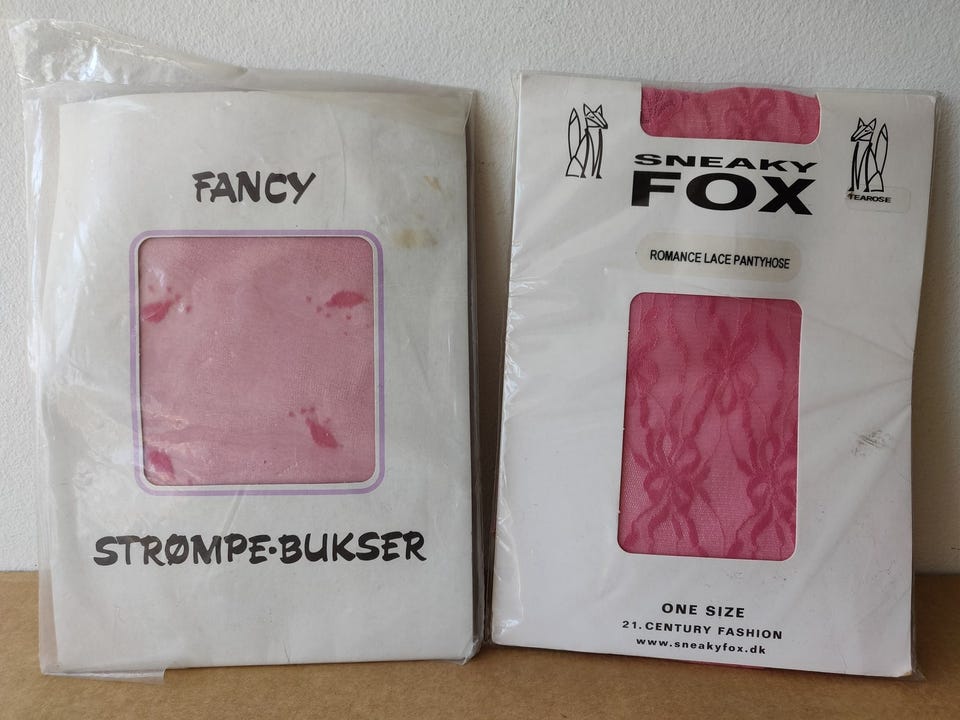 FANCY
STRØMPE-BUKSER
SNEAKY
FOX
TEAROSE
ROMANCE LACE PANTYHOSE
ONE SIZE
21. CENTURY FASHION
www.sneakyfox.dk